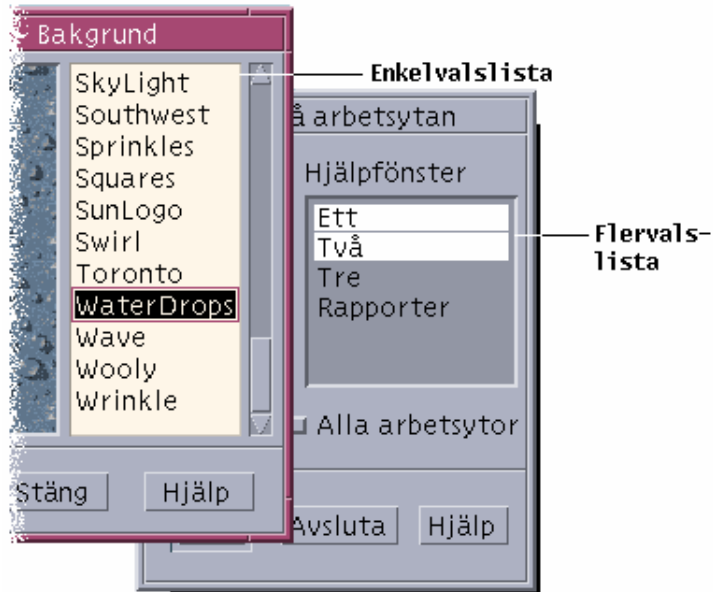 Bakgrund
SkyLight
Southwest
Sprinkles
Squares
SunLogo
Swirl
Toronto
WaterDrops
Wave
Wooly
Wrinkle
Stäng
Hjälp
Enkelvalslista
å arbetsytan
Hjälpfönster
Ett
Två
Tre
Rapporter
Alla arbetsytor
Avsluta
Hjälp
Flervals-
lista